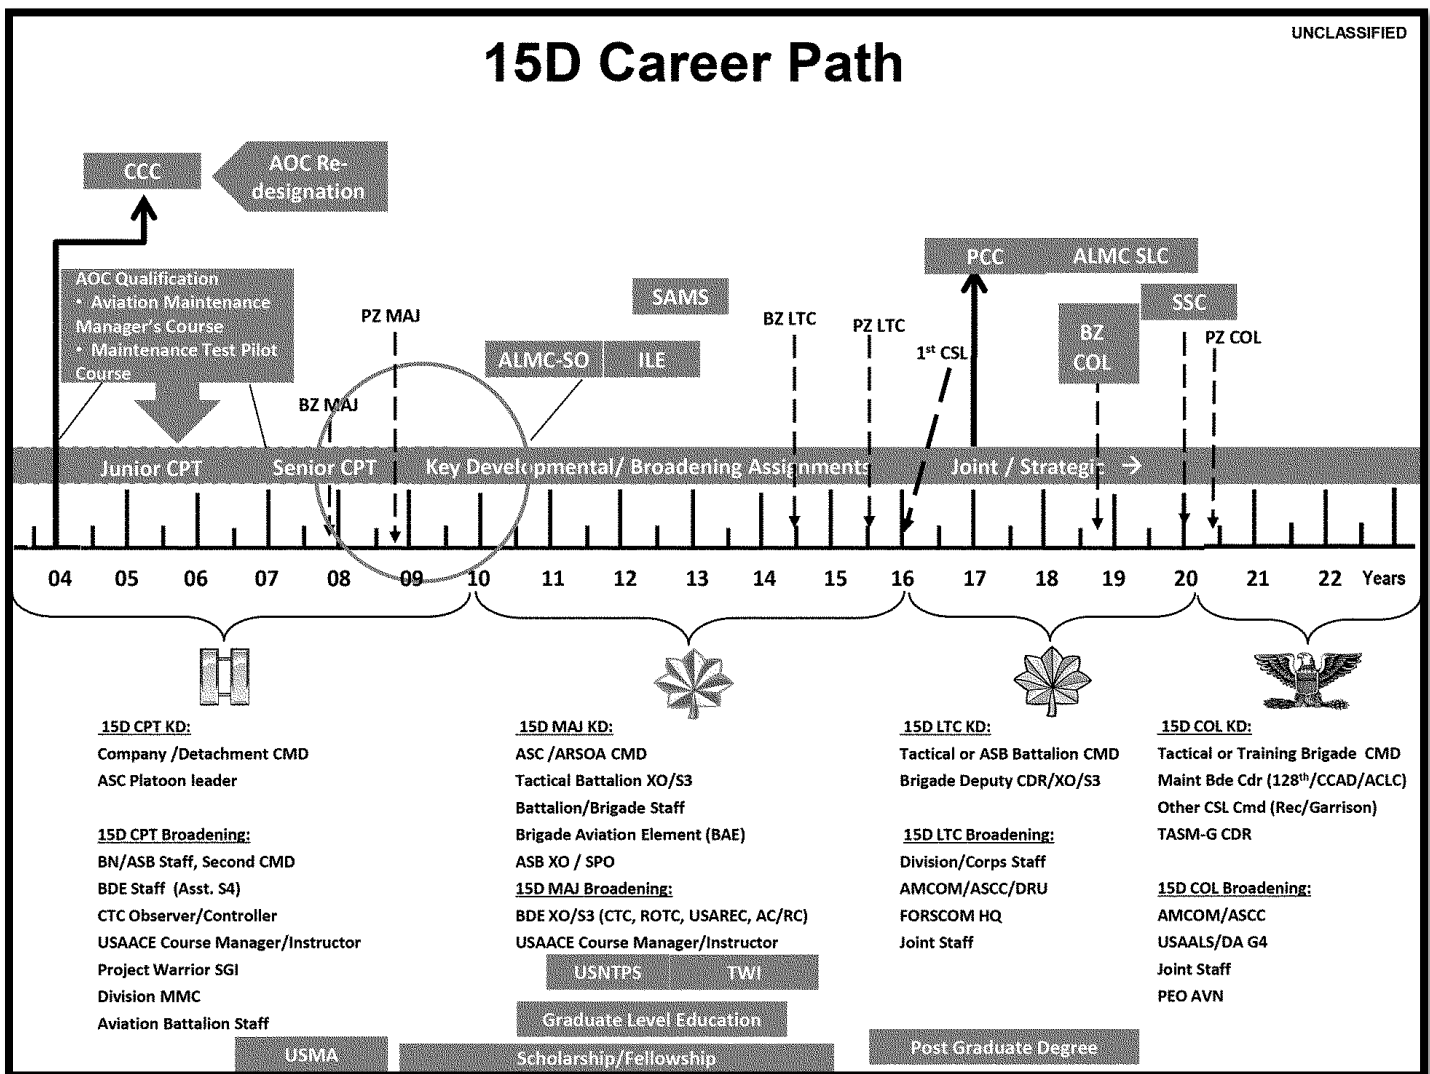 UNCLASSIFIED
15D Career Path
CCC
AOC Re-
designation
AOC Qualification
• Aviation Maintenance
Manager's Course
• Maintenance Test Pilot
Course
PZ MAJ
BZ MAJ
ALMC-SO
ILE
SAMS
BZ LTC
PZ LTC
1st CSL
PCC
ALMC SLC
BZ
COL
SSC
PZ COL
Junior CPT
Senior CPT
Key Developmental/ Broadening Assignments
Joint / Strategic →
04 05 06 07 08 09 10 11 12 13 14 15 16 17 18 19 20 21 22 Years
15D CPT KD:
Company /Detachment CMD
ASC Platoon leader
15D CPT Broadening:
BN/ASB Staff, Second CMD
BDE Staff (Asst. S4)
CTC Observer/Controller
USAACE Course Manager/Instructor
Project Warrior SGI
Division MMC
Aviation Battalion Staff
15D MAJ KD:
ASC /ARSOA CMD
Tactical Battalion XO/S3
Battalion/Brigade Staff
Brigade Aviation Element (BAE)
ASB XO / SPO
15D MAJ Broadening:
BDE XO/S3 (CTC, ROTC, USAREC, AC/RC)
USAACE Course Manager/Instructor
15D LTC KD:
Tactical or ASB Battalion CMD
Brigade Deputy CDR/XO/S3
15D LTC Broadening:
Division/Corps Staff
AMCOM/ASCC/DRU
FORSCOM HQ
Joint Staff
15D COL KD:
Tactical or Training Brigade CMD
Maint Bde Cdr (128th/CCAD/ACLC)
Other CSL Cmd (Rec/Garrison)
TASM-G CDR
15D COL Broadening:
AMCOM/ASCC
USAALS/DA G4
Joint Staff
PEO AVN
USNTPS
TWI
Graduate Level Education
USMA
Scholarship/Fellowship
Post Graduate Degree